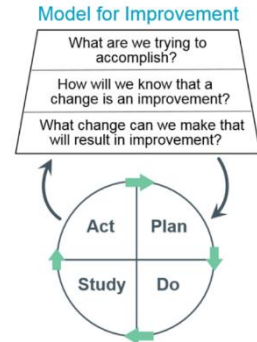 Model for Improvement
What are we trying to
accomplish?
How will we know that a
change is an improvement?
What change can we make that
will result in improvement?
Act
Plan
Study
Do